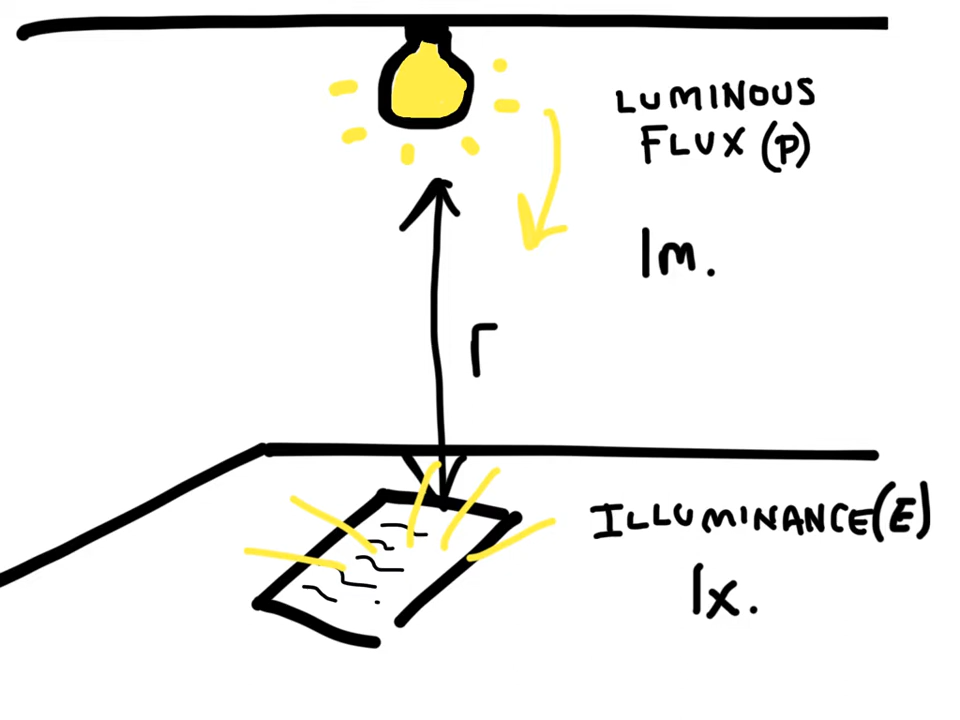 LUMINOUS
FLUX (P)
lm.
r
ILLUMINANCE(E)
lx.